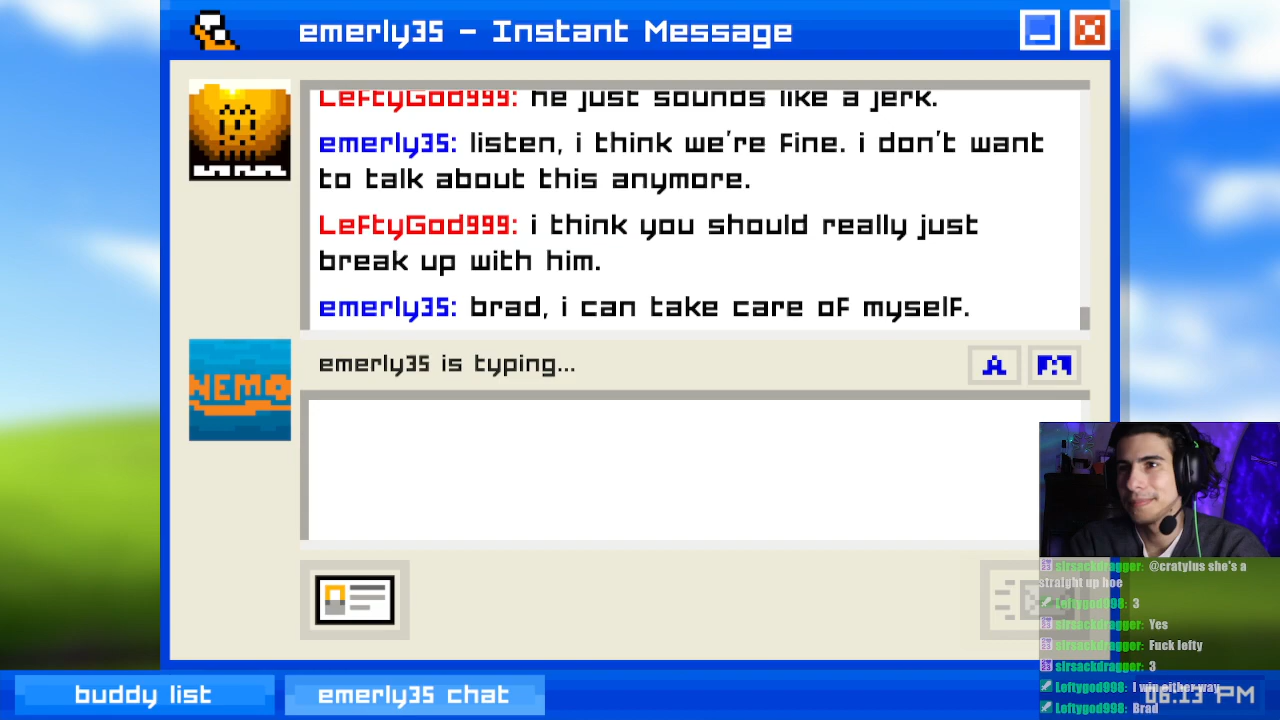 emerly35 - Instant Message
LeftyGod999: he just sounds like a jerk.
emerly35: listen, i think we're fine. i don't want
to talk about this anymore.
LeftyGod999: i think you should really just
break up with him.
emerly35: brad, i can take care of myself.
NEMO
emerly35 is typing...
A
sirsackdragger: @cratylus she's a
straight up hoe
Leftygod998: 3
sirsackdragger: Yes
sirsackdragger: Fuck lefty
sirsackdragger: 3
Leftygod998: I win either way
Leftygod998: Brad
buddy list
emerly35 chat
06:13 PM